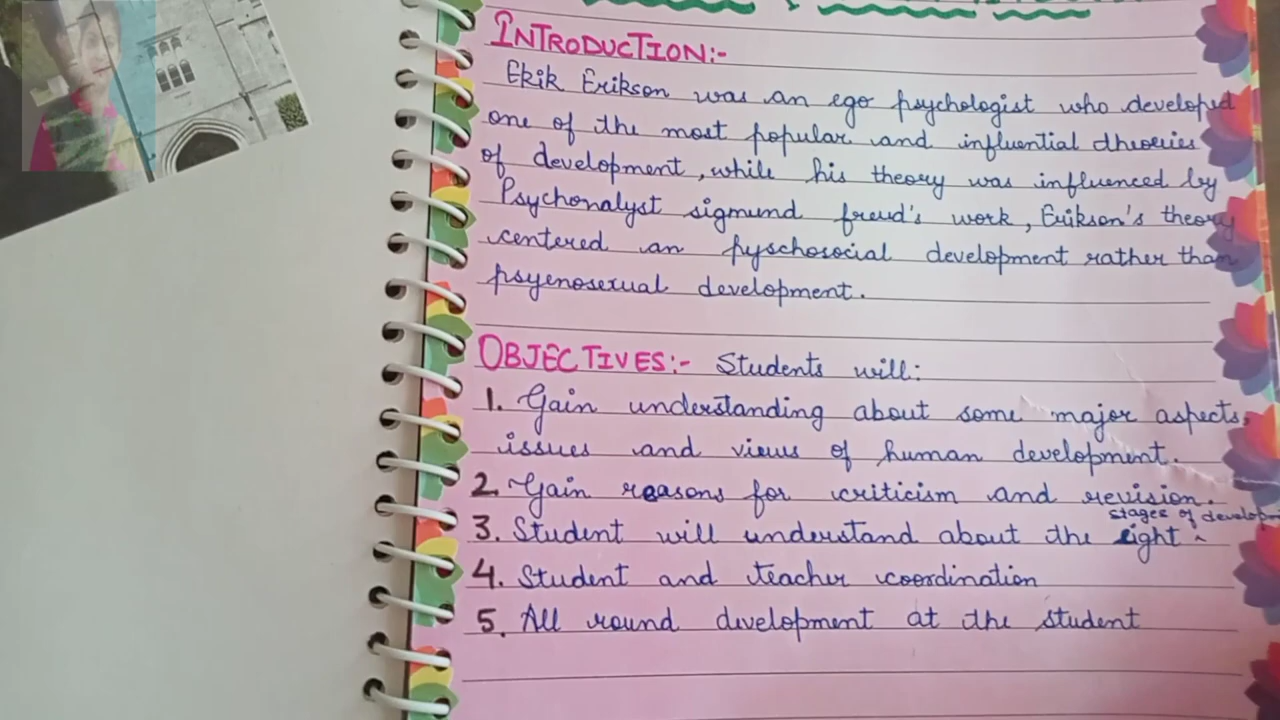 INTRODUCTION:-
Erik Erikson was an ego psychologist who developed
one of the most popular and influential theories
of development, while his theory was influenced by
Psychonalyst sigmund freud's work, Erikson's theory
centered an pyschosocial development rather than
psyenosexual development.
OBJECTIVES:- Students will:
1. Gain understanding about some major aspects,
issues and views of human development.
2. Gain reasons for criticism and revision.
stages of develop
3. Student will understand about the eight ^
4. Student and teacher coordination
5. All round development at the student